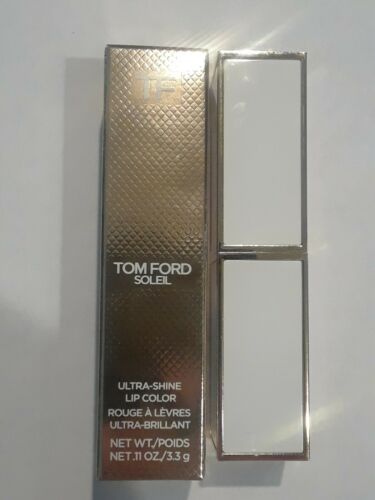 TF
TOM FORD
SOLEIL
ULTRA-SHINE
LIP COLOR
ROUGE À LÈVRES
ULTRA-BRILLANT
NET WT./POIDS
NET .11 OZ./3.3 g